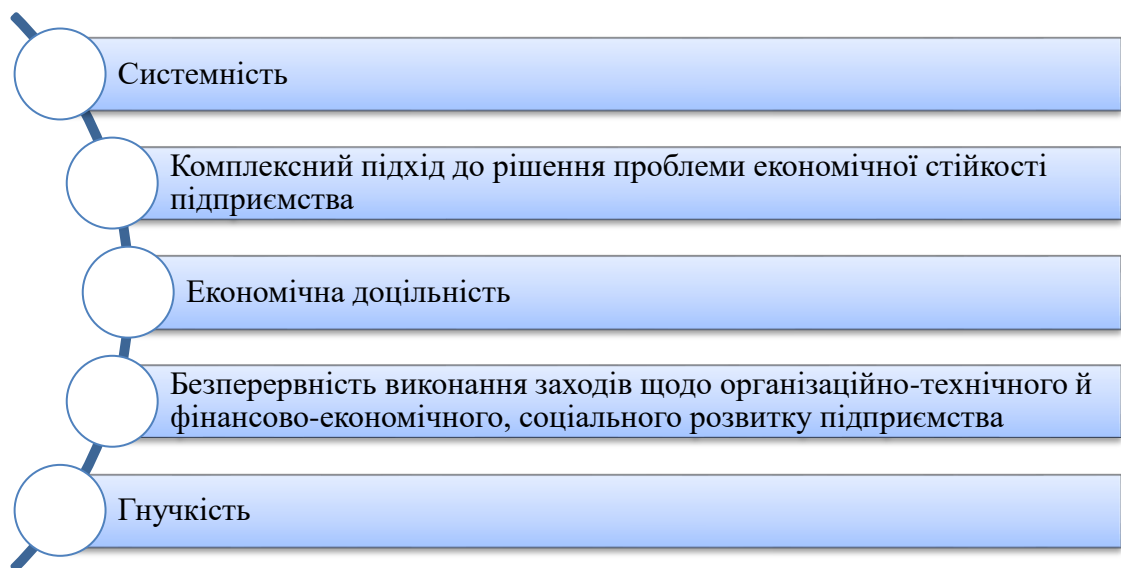 Системність
Комплексний підхід до рішення проблеми економічної стійкості
підприємства
Економічна доцільність
Безперервність виконання заходів щодо організаційно-технічного й
фінансово-економічного, соціального розвитку підприємства
Гнучкість